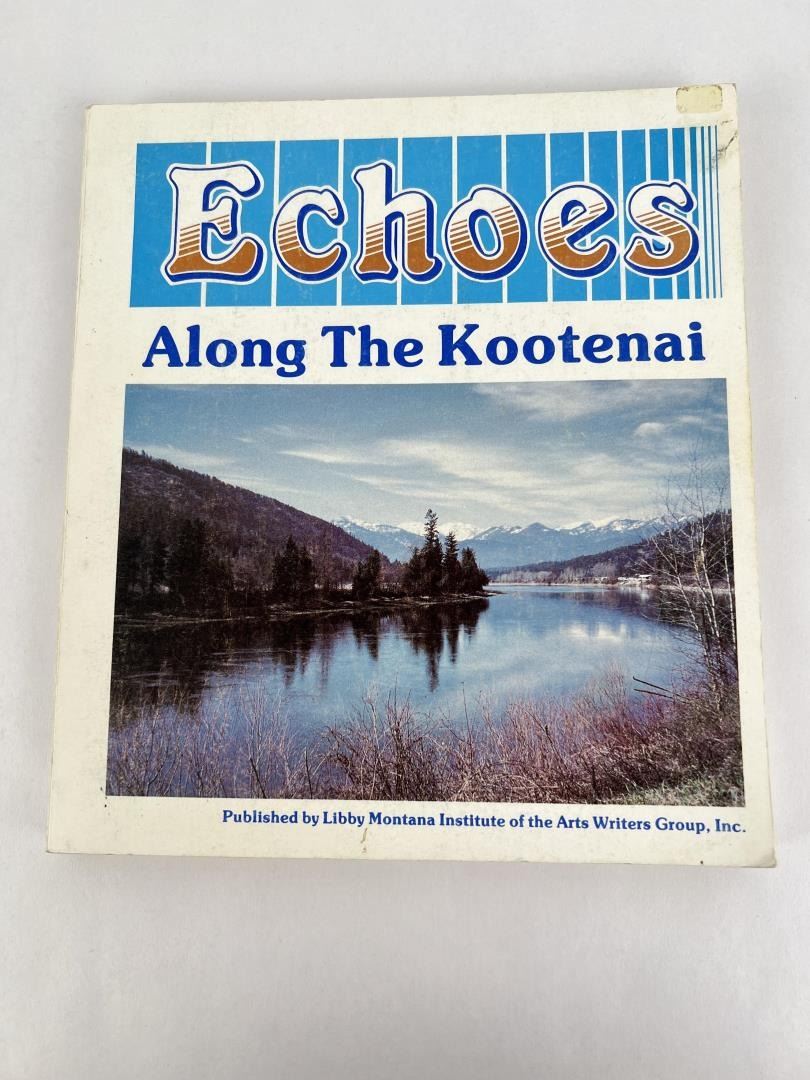 Echoes
Along The Kootenai
Published by Libby Montana Institute of the Arts Writers Group, Inc.